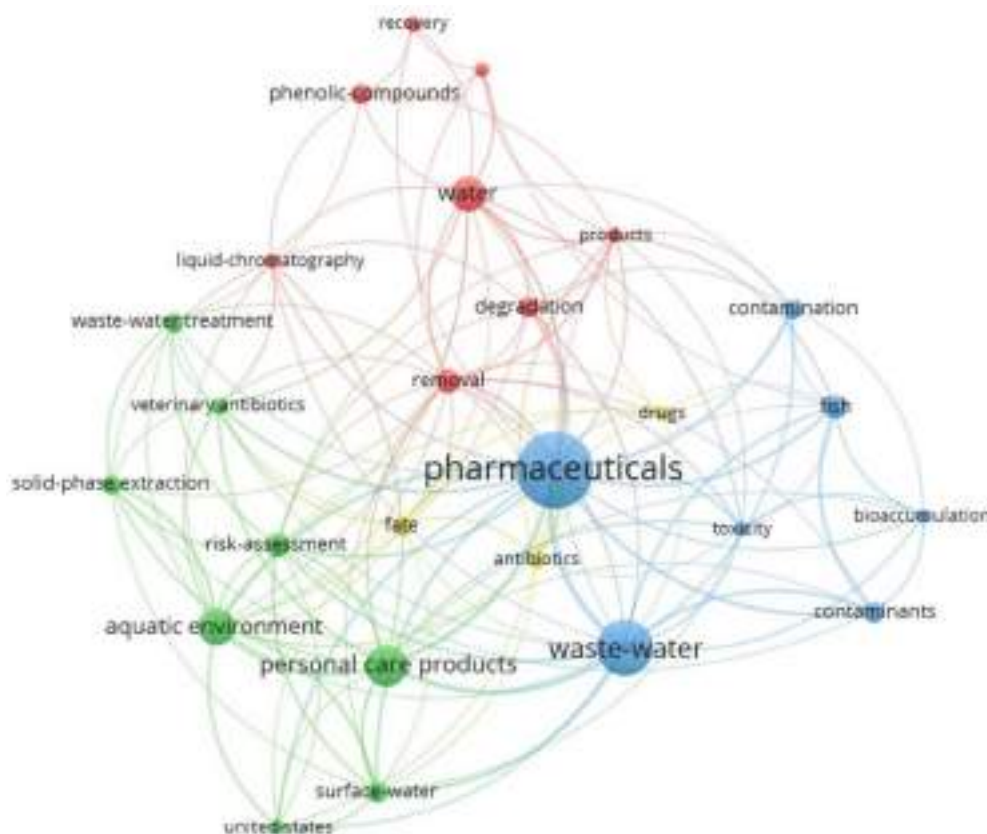 recovery
phenolic-compounds
water
products
liquid-chromatography
degradation
contamination
waste-water treatment
removal
veterinary antibiotics
drugs
fish
pharmaceuticals
solid-phase extraction
fate
toxicity
bioaccumulation
risk-assessment
antibiotics
aquatic environment
contaminants
personal care products
waste-water
surface-water
united states